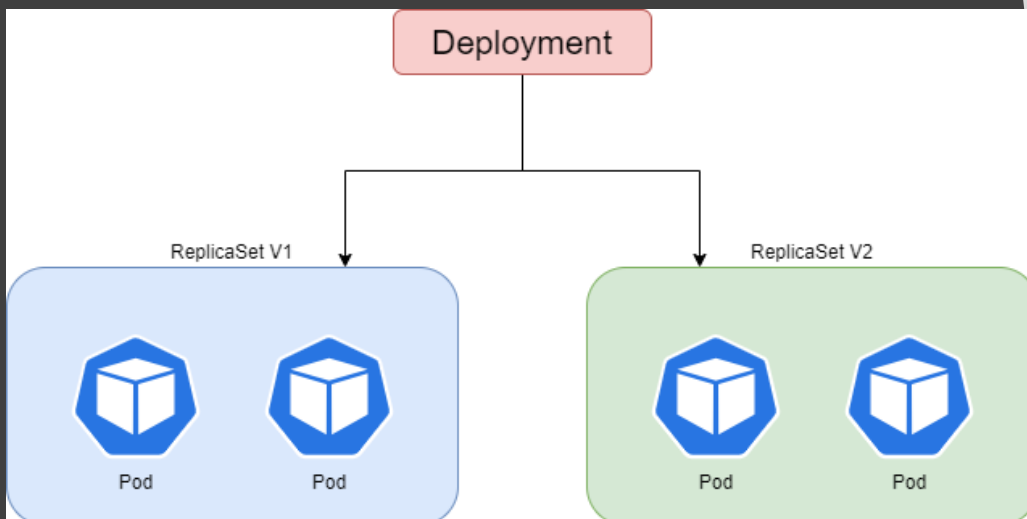 Deployment
ReplicaSet V1
ReplicaSet V2
Pod
Pod
Pod
Pod